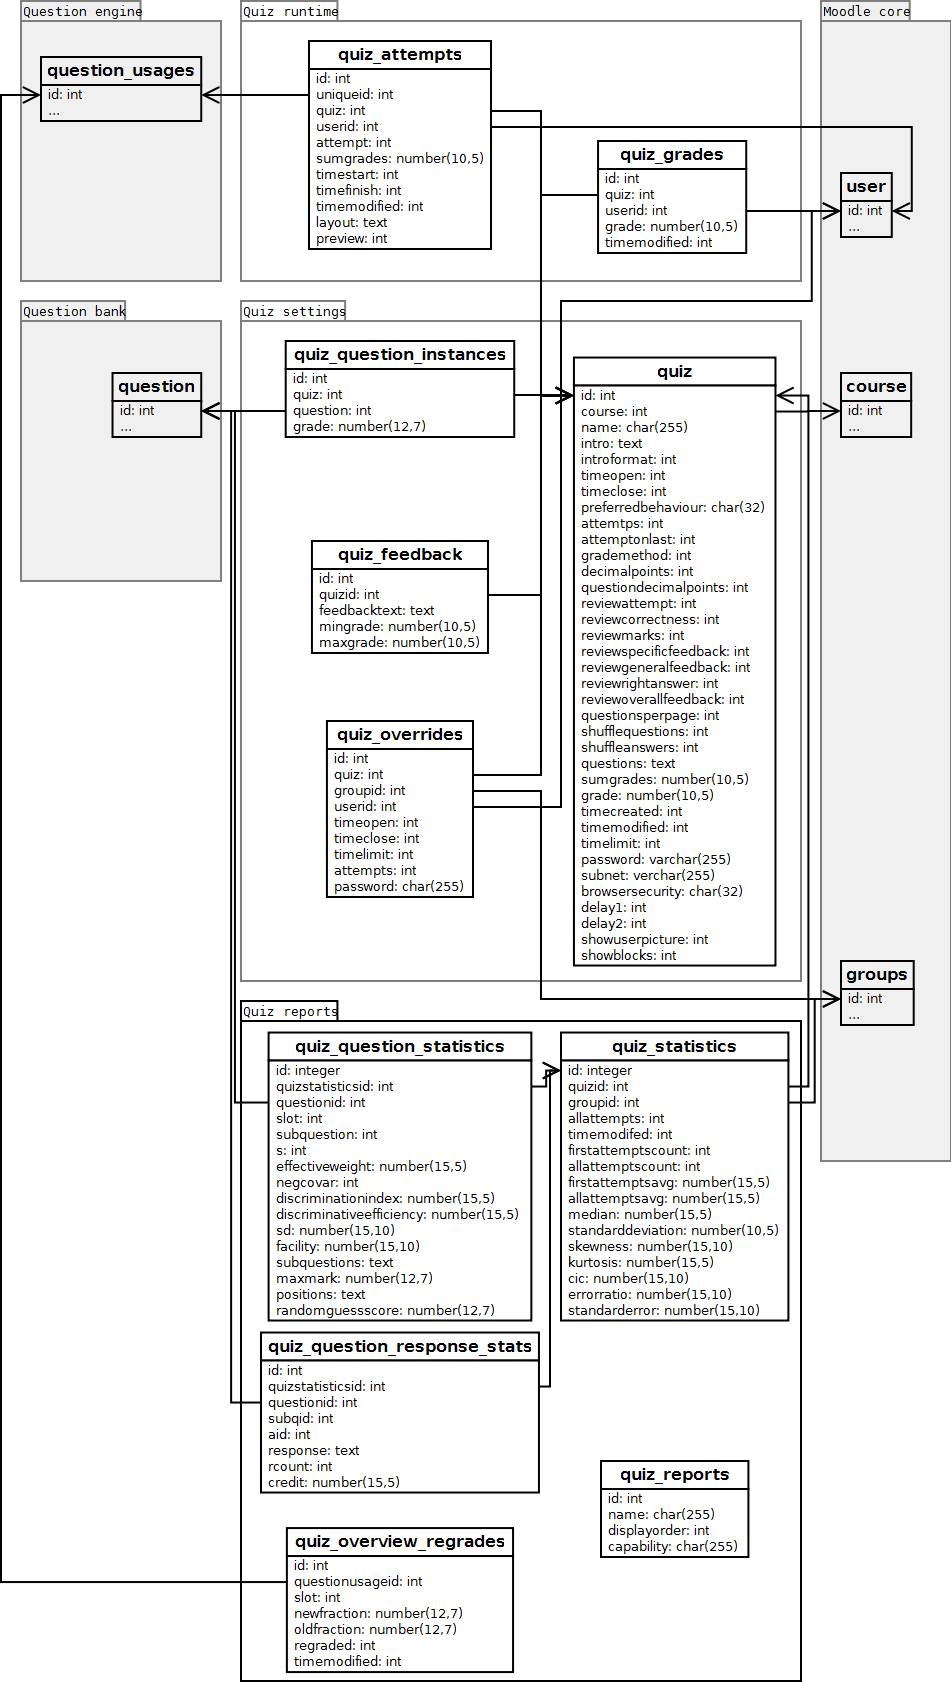 Question engine
question_usages
id: int
...
Quiz runtime
quiz_attempts
id: int
uniqueid: int
quiz: int
userid: int
attempt: int
sumgrades: number(10,5)
timestart: int
timefinish: int
timemodified: int
layout: text
preview: int
quiz_grades
id: int
quiz: int
userid: int
grade: number(10,5)
timemodified: int
Moodle core
user
id: int
...
course
id: int
...
groups
id: int
...
Question bank
question
id: int
...
Quiz settings
quiz_question_instances
id: int
quiz: int
question: int
grade: number(12,7)
quiz_feedback
id: int
quizid: int
feedbacktext: text
mingrade: number(10,5)
maxgrade: number(10,5)
quiz_overrides
id: int
quiz: int
groupid: int
userid: int
timeopen: int
timeclose: int
timelimit: int
attempts: int
password: char(255)
quiz
id: int
course: int
name: char(255)
intro: text
introformat: int
timeopen: int
timeclose: int
preferredbehaviour: char(32)
attemtps: int
attemptonlast: int
grademethod: int
decimalpoints: int
questiondecimalpoints: int
reviewattempt: int
reviewcorrectness: int
reviewmarks: int
reviewspecificfeedback: int
reviewgeneralfeedback: int
reviewrightanswer: int
reviewoverallfeedback: int
questionsperpage: int
shufflequestions: int
shuffleanswers: int
questions: text
sumgrades: number(10,5)
grade: number(10,5)
timecreated: int
timemodified: int
timelimit: int
password: varchar(255)
subnet: verchar(255)
browsersecurity: char(32)
delay1: int
delay2: int
showuserpicture: int
showblocks: int
Quiz reports
quiz_question_statistics
id: integer
quizstatisticsid: int
questionid: int
slot: int
subquestion: int
s: int
effectiveweight: number(15,5)
negcovar: int
discriminationindex: number(15,5)
discriminativeefficiency: number(15,5)
sd: number(15,10)
facility: number(15,10)
subquestions: text
maxmark: number(12,7)
positions: text
randomguessscore: number(12,7)
quiz_statistics
id: integer
quizid: int
groupid: int
allattempts: int
timemodifed: int
firstattemptscount: int
allattemptscount: int
firstattemptsavg: number(15,5)
allattemptsavg: number(15,5)
median: number(15,5)
standarddeviation: number(10,5)
skewness: number(15,10)
kurtosis: number(15,5)
cic: number(15,10)
errorratio: number(15,10)
standarderror: number(15,10)
quiz_question_response_stats
id: int
quizstatisticsid: int
questionid: int
subqid: int
aid: int
response: text
rcount: int
credit: number(15,5)
quiz_reports
id: int
name: char(255)
displayorder: int
capability: char(255)
quiz_overview_regrades
id: int
questionusageid: int
slot: int
newfraction: number(12,7)
oldfraction: number(12,7)
regraded: int
timemodified: int